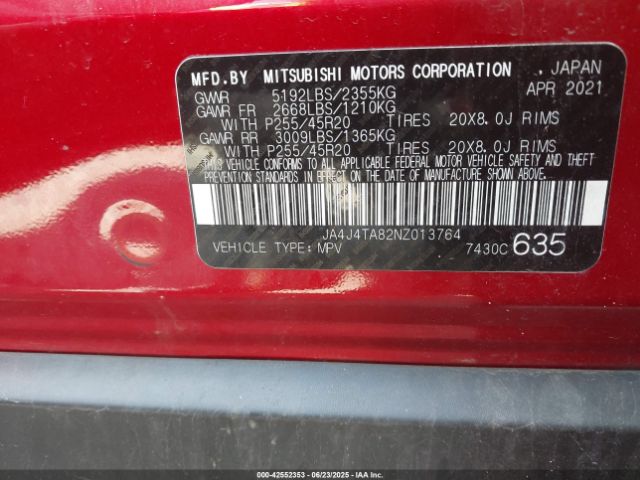 MFD.BY MITSUBISHI MOTORS CORPORATION . JAPAN
GVWR 5192LBS/2355KG APR 2021
GAWR FR 2668LBS/1210KG
WITH P255/45R20 TIRES 20X8.0J RIMS
GAWR RR 3009LBS/1365KG
WITH P255/45R20 TIRES 20X8.0J RIMS
THIS VEHICLE CONFORMS TO ALL APPLICABLE FEDERAL MOTOR VEHICLE SAFETY AND THEFT
PREVENTION STANDARDS IN EFFECT ON THE DATE OF MANUFACTURE SHOWN ABOVE.
JA4J4TA82NZ013764
VEHICLE TYPE: MPV 7430C 635
000-42552353 - 06/23/2025 - IAAI.COM